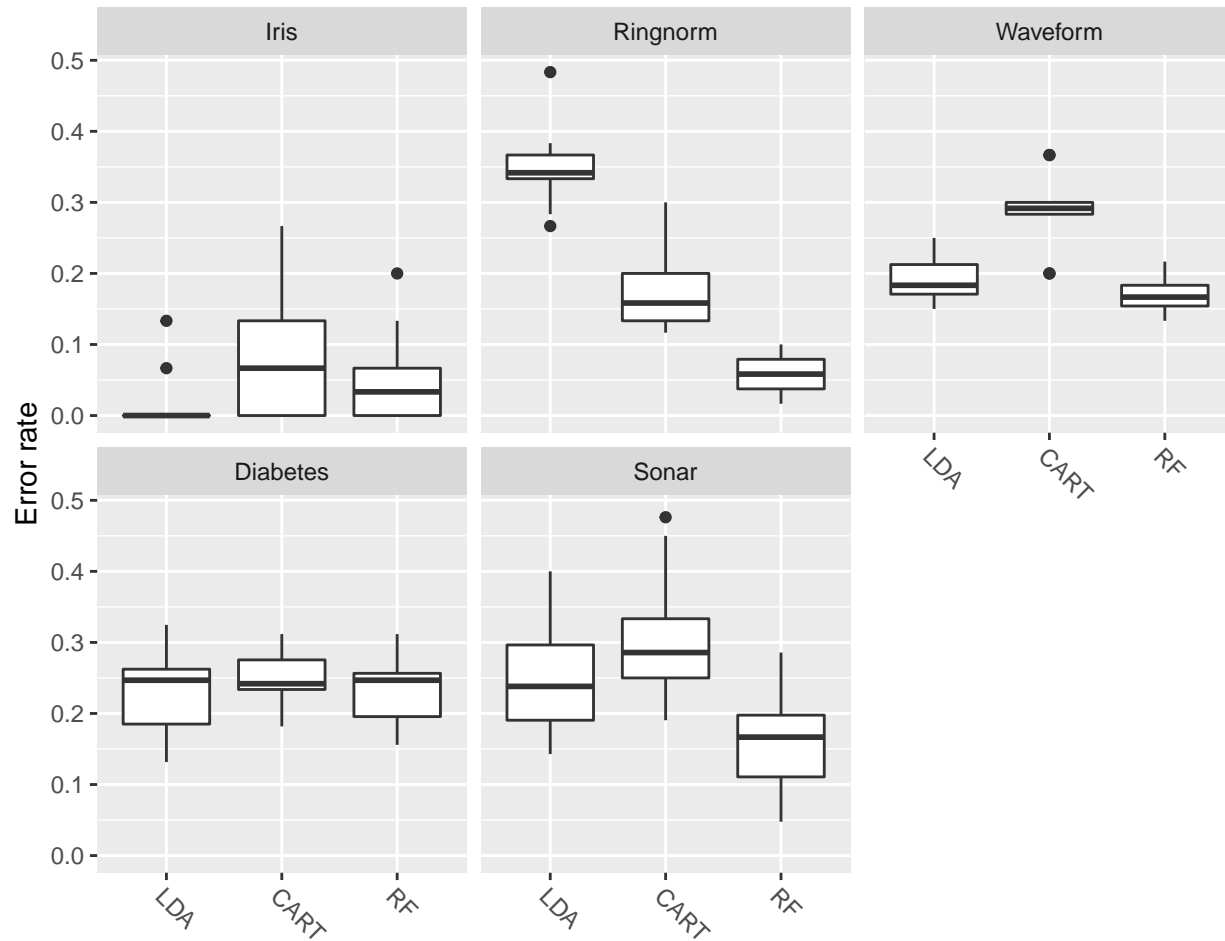 Iris Ringnorm Waveform
0.5
0.4
0.3
0.2
0.1
0.0
LDA CART RF
Error rate
Diabetes Sonar
0.5
0.4
0.3
0.2
0.1
0.0
LDA CART RF LDA CART RF